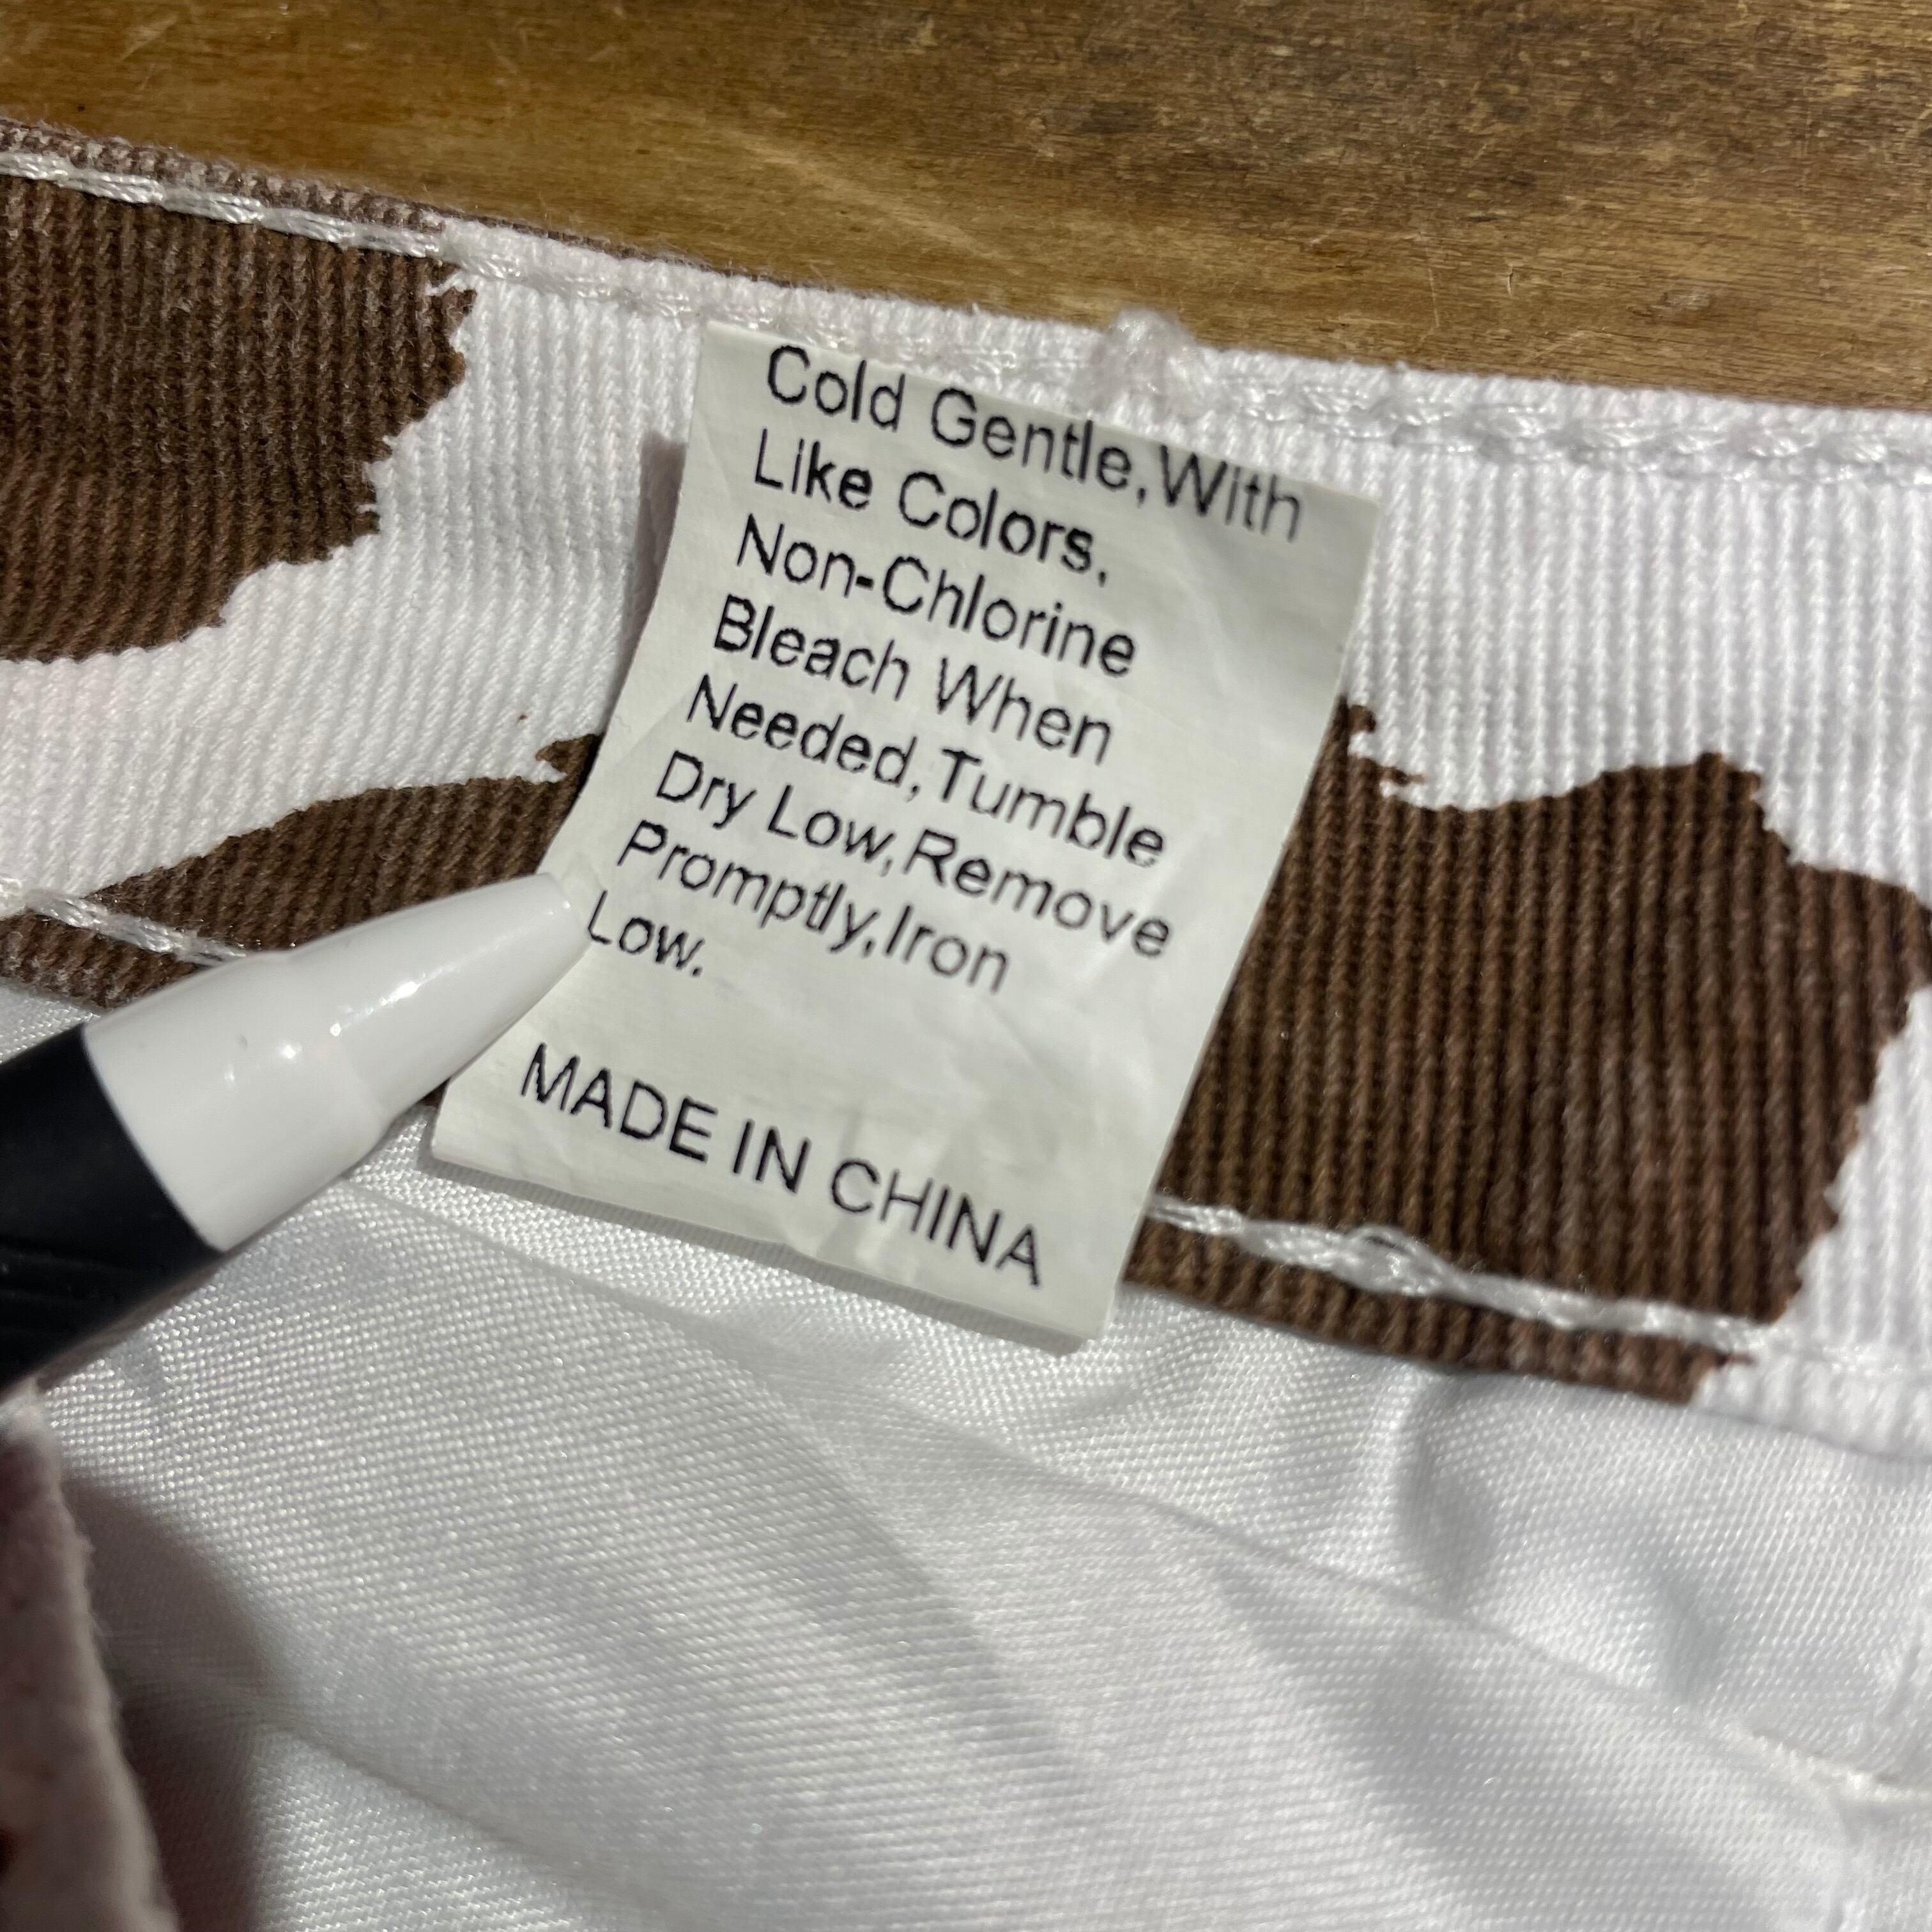 Cold Gentle,With
Like Colors,
Non-Chlorine
Bleach When
Needed,Tumble
Dry Low,Remove
Promptly,Iron
Low.
MADE IN CHINA